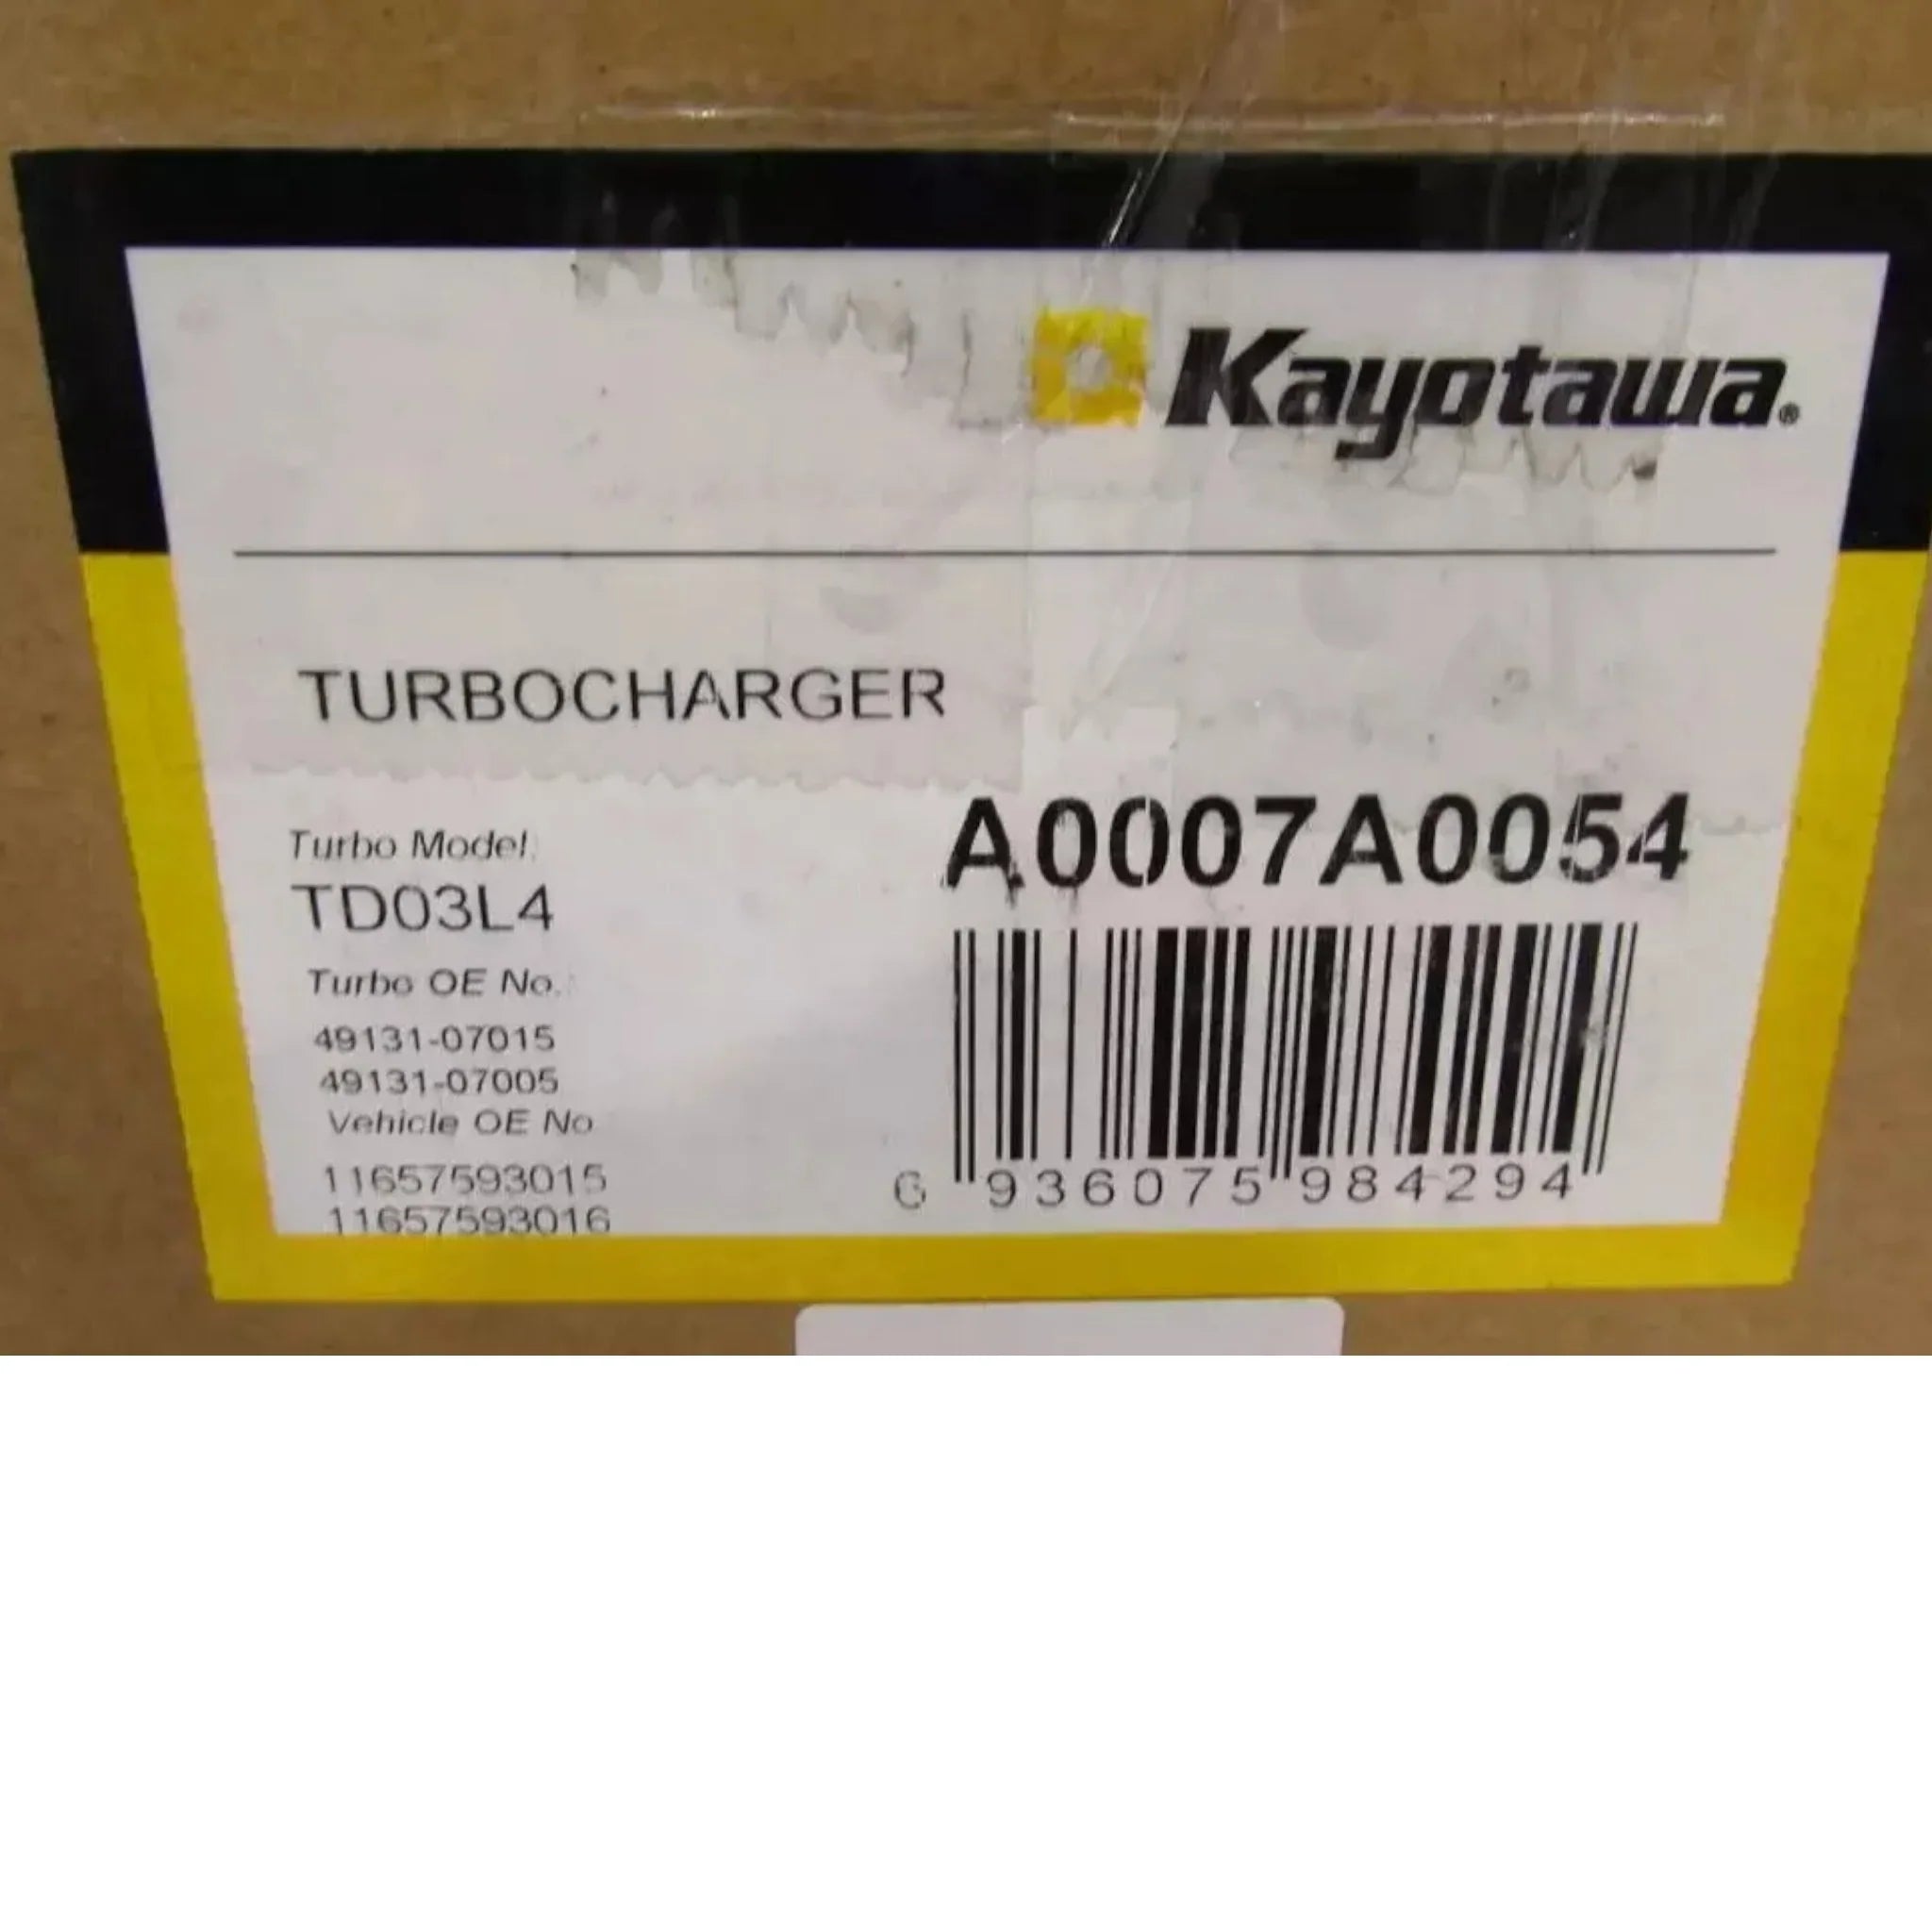 Kayotawa®
TURBOCHARGER
Turbo Model:
TD03L4
A0007A0054
Turbo OE No.:
49131-07015
49131-07005
Vehicle OE No
11657593015
11657593016
6 936075 984294